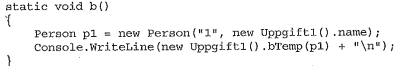 static void b()
{
    Person p1 = new Person("1", new Uppgift1().name);
    Console.WriteLine(new Uppgift1().bTemp(p1) + "\n");
}